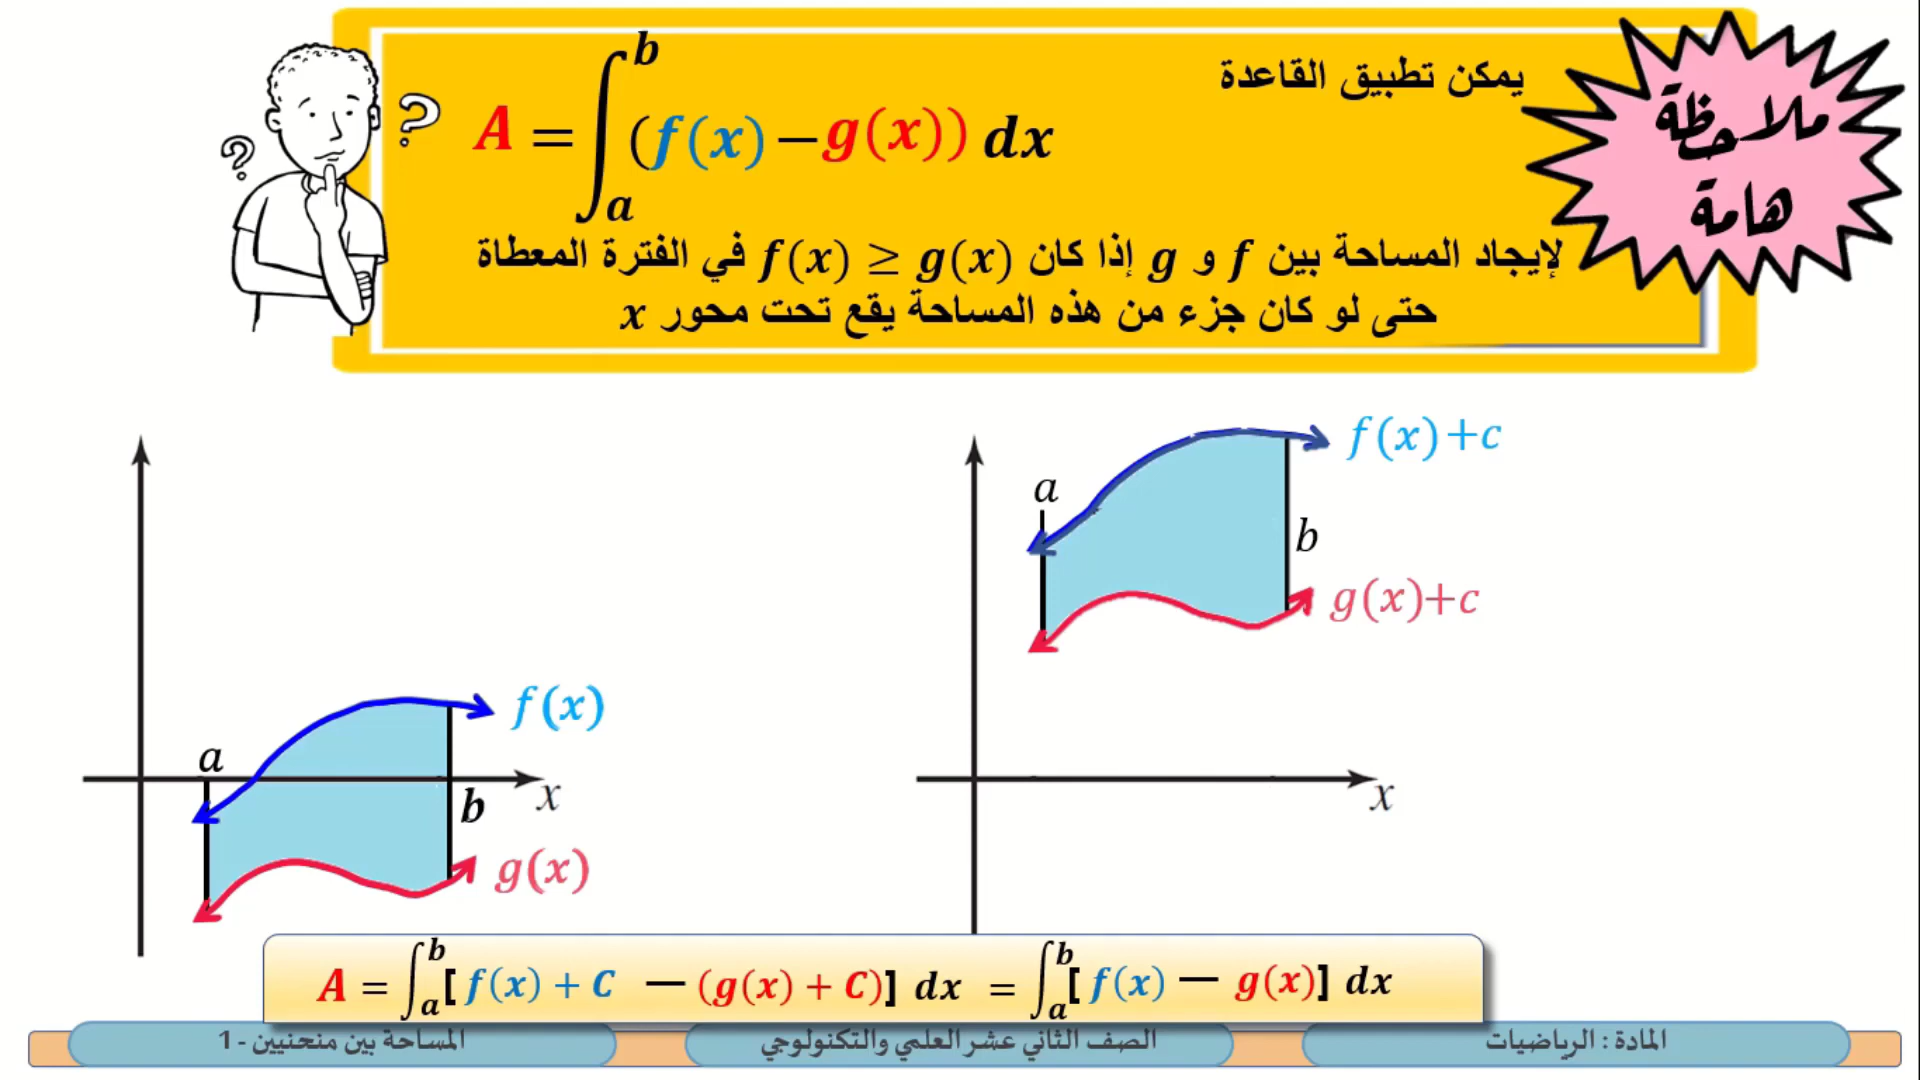 ملاحظة
هامة
يمكن تطبيق القاعدة
? ?
A = ∫_a^b (f(x) − g(x)) dx
لإيجاد المساحة بين f و g إذا كان f(x) ≥ g(x) في الفترة المعطاة
حتى لو كان جزء من هذه المساحة يقع تحت محور x
f(x)
a
b
x
g(x)
f(x)+c
a
b
g(x)+c
x
A = ∫_a^b [ f(x) + C − (g(x) + C)] dx = ∫_a^b [ f(x) − g(x)] dx
المادة : الرياضيات
الصف الثاني عشر العلمي والتكنولوجي
المساحة بين منحنيين - 1